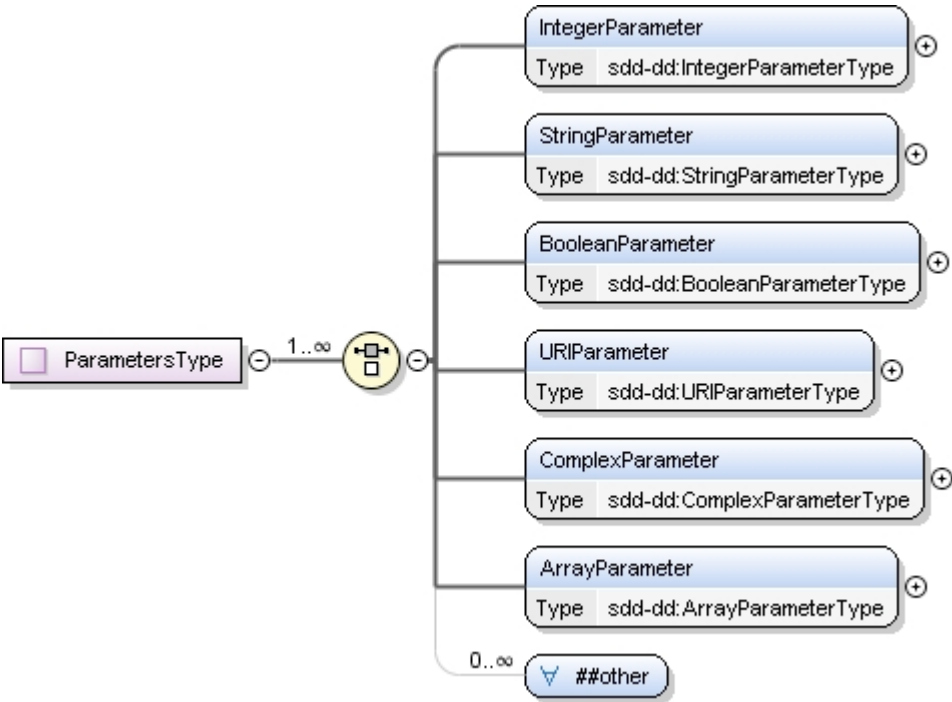 IntegerParameter
Type sdd-dd:IntegerParameterType
StringParameter
Type sdd-dd:StringParameterType
BooleanParameter
Type sdd-dd:BooleanParameterType
ParametersType
1..∞
URIParameter
Type sdd-dd:URIParameterType
ComplexParameter
Type sdd-dd:ComplexParameterType
ArrayParameter
Type sdd-dd:ArrayParameterType
0..∞
∀ ##other